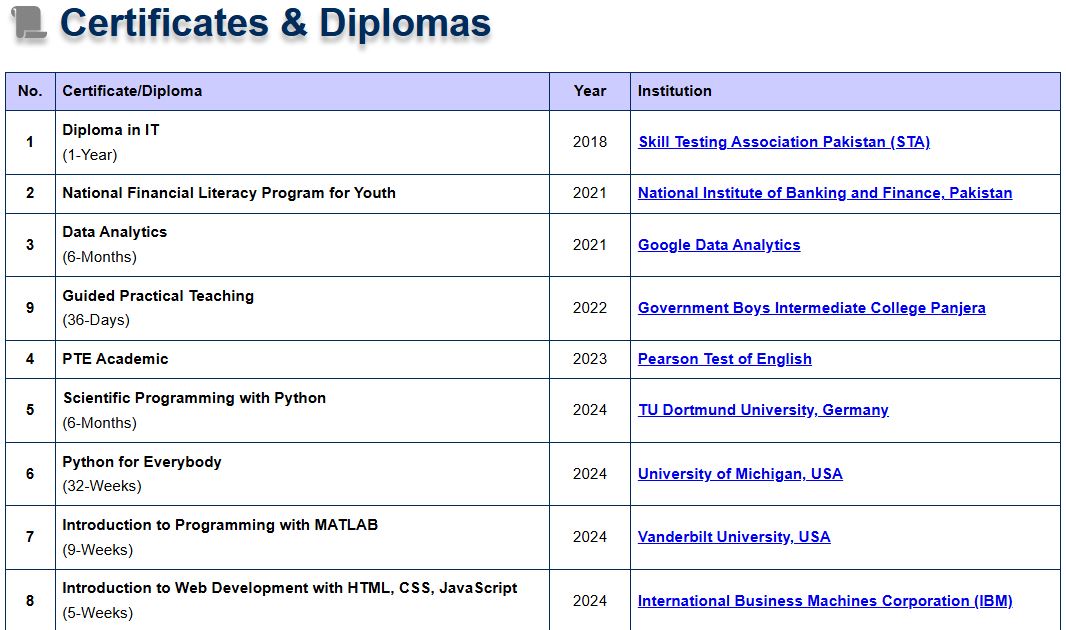 Certificates & Diplomas
No. Certificate/Diploma Year Institution
1 Diploma in IT (1-Year) 2018 Skill Testing Association Pakistan (STA)
2 National Financial Literacy Program for Youth 2021 National Institute of Banking and Finance, Pakistan
3 Data Analytics (6-Months) 2021 Google Data Analytics
9 Guided Practical Teaching (36-Days) 2022 Government Boys Intermediate College Panjera
4 PTE Academic 2023 Pearson Test of English
5 Scientific Programming with Python (6-Months) 2024 TU Dortmund University, Germany
6 Python for Everybody (32-Weeks) 2024 University of Michigan, USA
7 Introduction to Programming with MATLAB (9-Weeks) 2024 Vanderbilt University, USA
8 Introduction to Web Development with HTML, CSS, JavaScript (5-Weeks) 2024 International Business Machines Corporation (IBM)